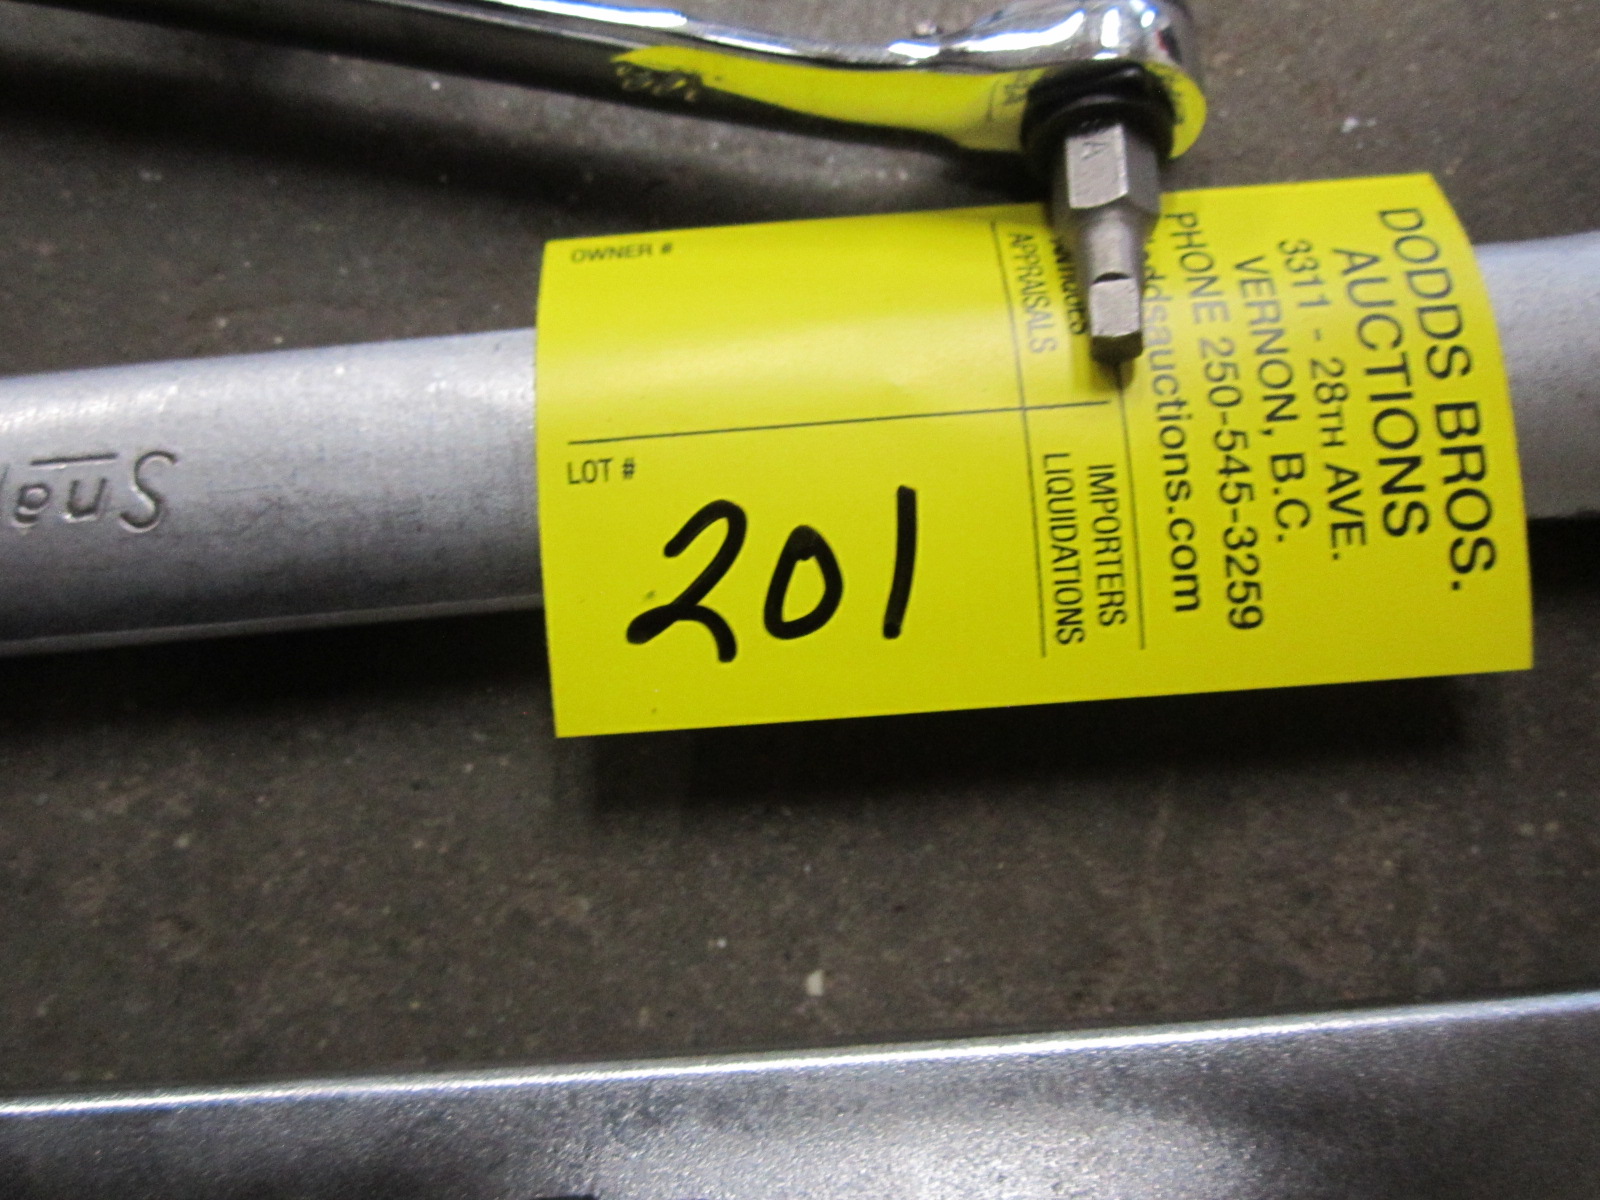 OWNER #
LOT #
201
APPRAISALS
IMPORTERS
LIQUIDATIONS
DODDS BROS.
AUCTIONS
3311 - 28TH AVE.
VERNON, B.C.
PHONE 250-545-3259
ddsauctions.com
Sna
A